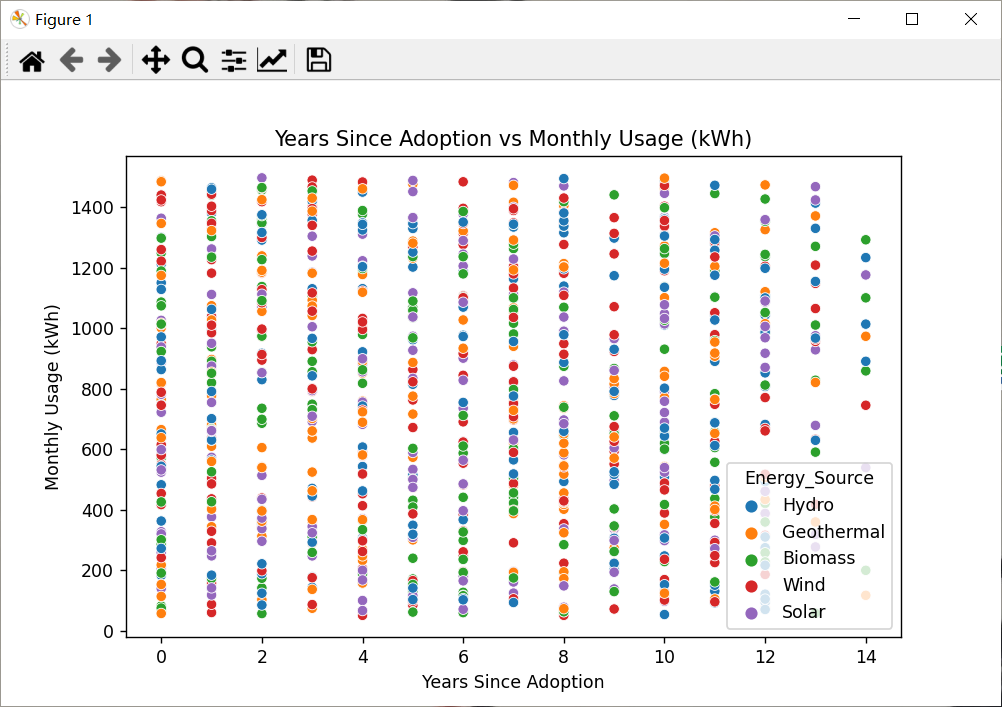 Figure 1
Years Since Adoption vs Monthly Usage (kWh)
Monthly Usage (kWh)
1400
1200
1000
800
600
400
200
0
0 2 4 6 8 10 12 14
Years Since Adoption
Energy_Source
Hydro
Geothermal
Biomass
Wind
Solar